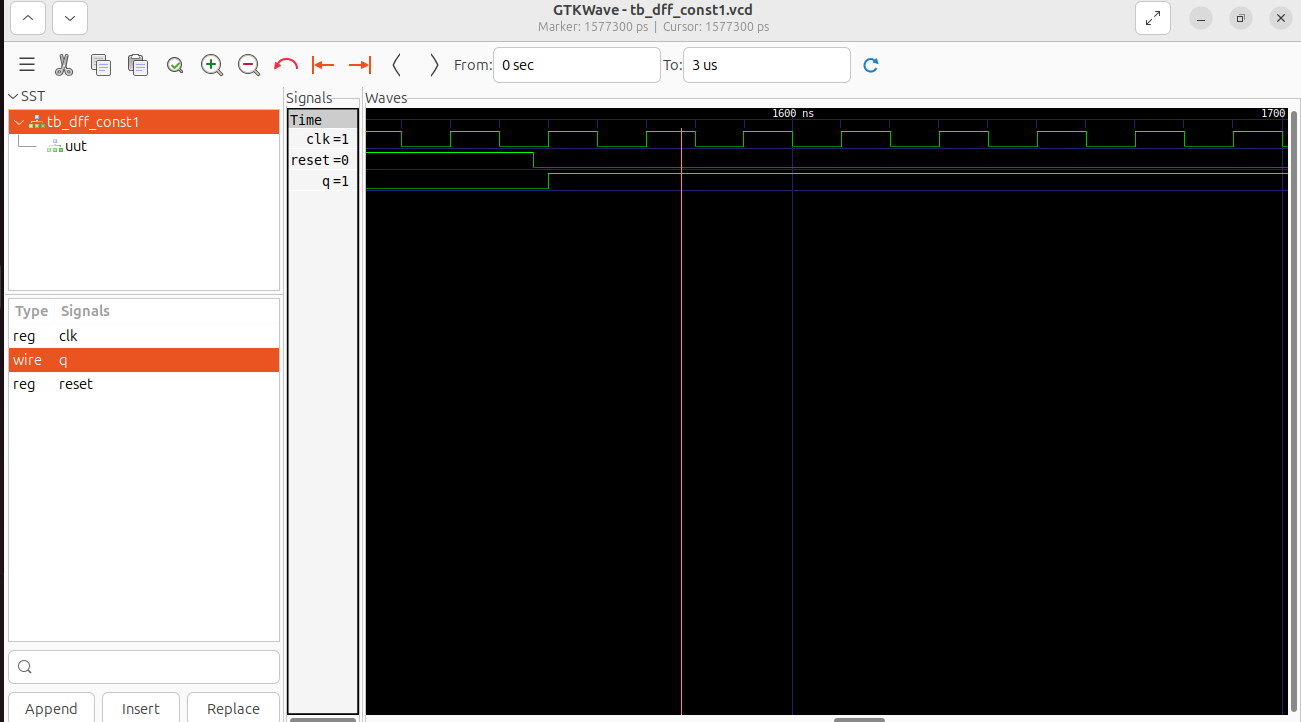 GTKWave - tb_dff_const1.vcd
Marker: 1577300 ps | Cursor: 1577300 ps
From: 0 sec To: 3 us
SST
tb_dff_const1
uut
Type Signals
reg clk
wire q
reg reset
Append Insert Replace
Signals
Time
clk=1
reset=0
q=1
Waves
1600 ns 1700